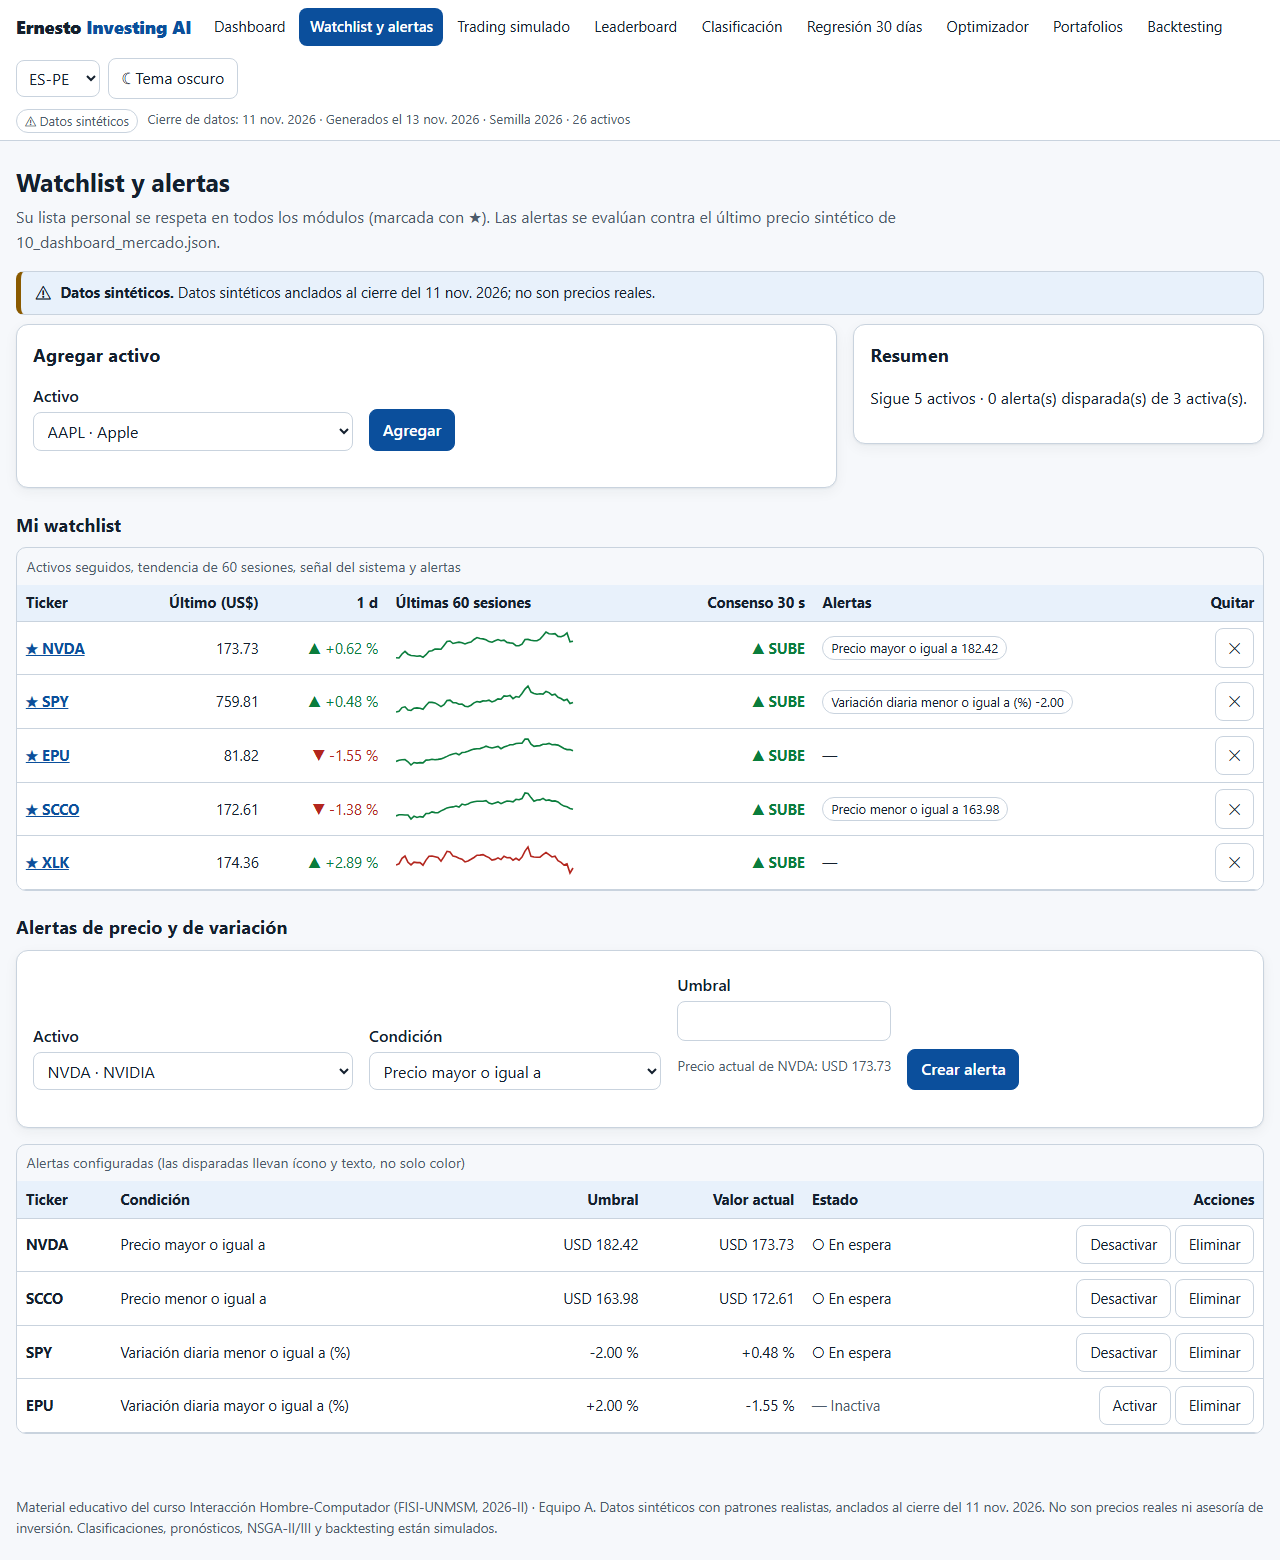 Ernesto Investing AI Dashboard Watchlist y alertas Trading simulado Leaderboard Clasificación Regresión 30 días Optimizador Portafolios Backtesting
ES-PE ☾ Tema oscuro
⚠ Datos sintéticos Cierre de datos: 11 nov. 2026 · Generados el 13 nov. 2026 · Semilla 2026 · 26 activos
Watchlist y alertas
Su lista personal se respeta en todos los módulos (marcada con ★). Las alertas se evalúan contra el último precio sintético de
10_dashboard_mercado.json.
⚠ Datos sintéticos. Datos sintéticos anclados al cierre del 11 nov. 2026; no son precios reales.
Agregar activo
Activo
AAPL · Apple Agregar
Resumen
Sigue 5 activos · 0 alerta(s) disparada(s) de 3 activa(s).
Mi watchlist
Activos seguidos, tendencia de 60 sesiones, señal del sistema y alertas
Ticker Último (US$) 1 d Últimas 60 sesiones Consenso 30 s Alertas Quitar
★ NVDA 173.73 ▲ +0.62 % ▲ SUBE Precio mayor o igual a 182.42 ×
★ SPY 759.81 ▲ +0.48 % ▲ SUBE Variación diaria menor o igual a (%) -2.00 ×
★ EPU 81.82 ▼ -1.55 % ▲ SUBE — ×
★ SCCO 172.61 ▼ -1.38 % ▲ SUBE Precio menor o igual a 163.98 ×
★ XLK 174.36 ▲ +2.89 % ▲ SUBE — ×
Alertas de precio y de variación
Activo
NVDA · NVIDIA
Condición
Precio mayor o igual a
Umbral
Precio actual de NVDA: USD 173.73
Crear alerta
Alertas configuradas (las disparadas llevan ícono y texto, no solo color)
Ticker Condición Umbral Valor actual Estado Acciones
NVDA Precio mayor o igual a USD 182.42 USD 173.73 ○ En espera Desactivar Eliminar
SCCO Precio menor o igual a USD 163.98 USD 172.61 ○ En espera Desactivar Eliminar
SPY Variación diaria menor o igual a (%) -2.00 % +0.48 % ○ En espera Desactivar Eliminar
EPU Variación diaria mayor o igual a (%) +2.00 % -1.55 % — Inactiva Activar Eliminar
Material educativo del curso Interacción Hombre-Computador (FISI-UNMSM, 2026-II) · Equipo A. Datos sintéticos con patrones realistas, anclados al cierre del 11 nov. 2026. No son precios reales ni asesoría de
inversión. Clasificaciones, pronósticos, NSGA-II/III y backtesting están simulados.